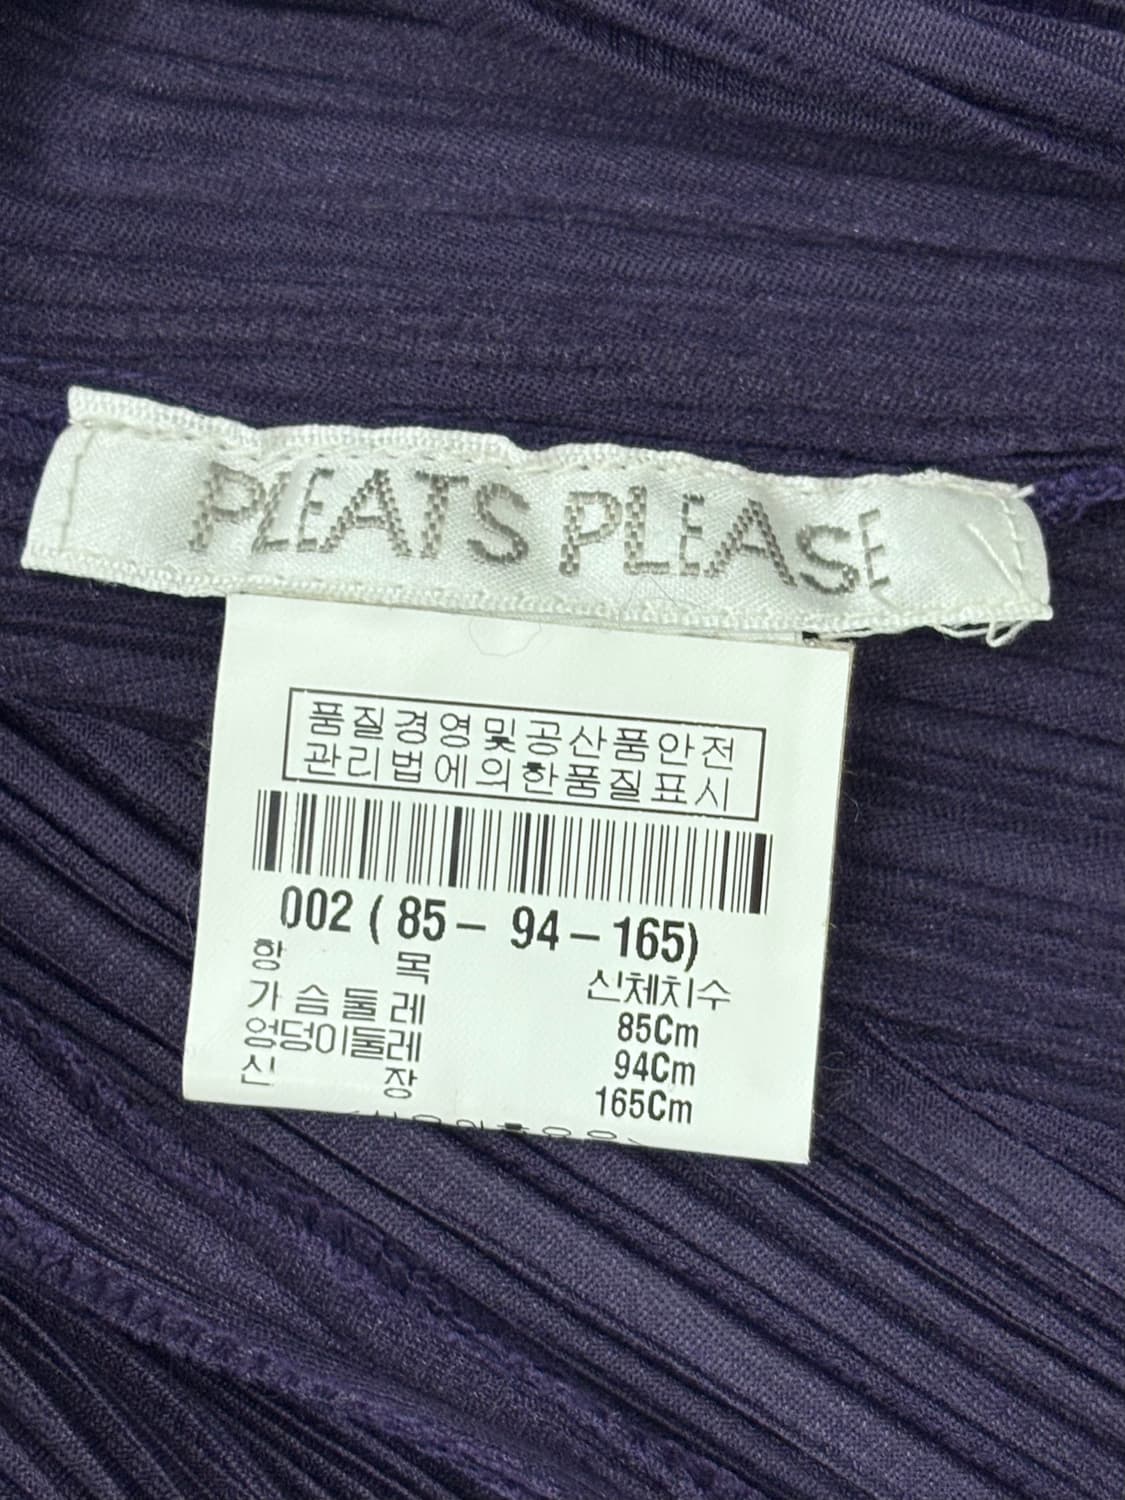 PLEATS PLEASE
품질경영및공산품안전
관리법에의한품질표시
002 ( 85 - 94 - 165)
항 목 신체치수
가슴둘레 85Cm
엉덩이둘레 94Cm
신 장 165Cm